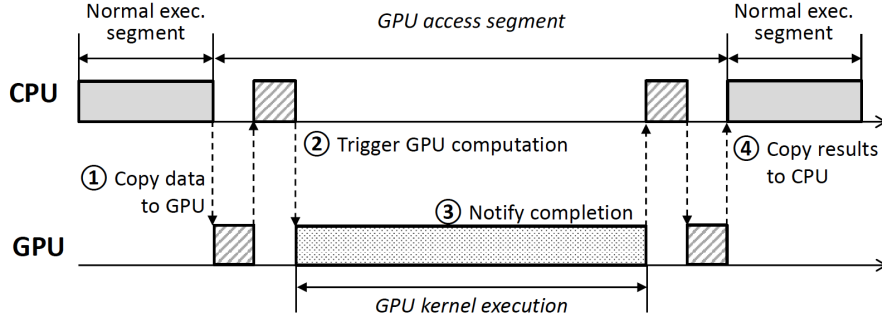 Normal exec.
segment
GPU access segment
Normal exec.
segment
CPU
② Trigger GPU computation
④ Copy results
to CPU
① Copy data
to GPU
③ Notify completion
GPU
GPU kernel execution